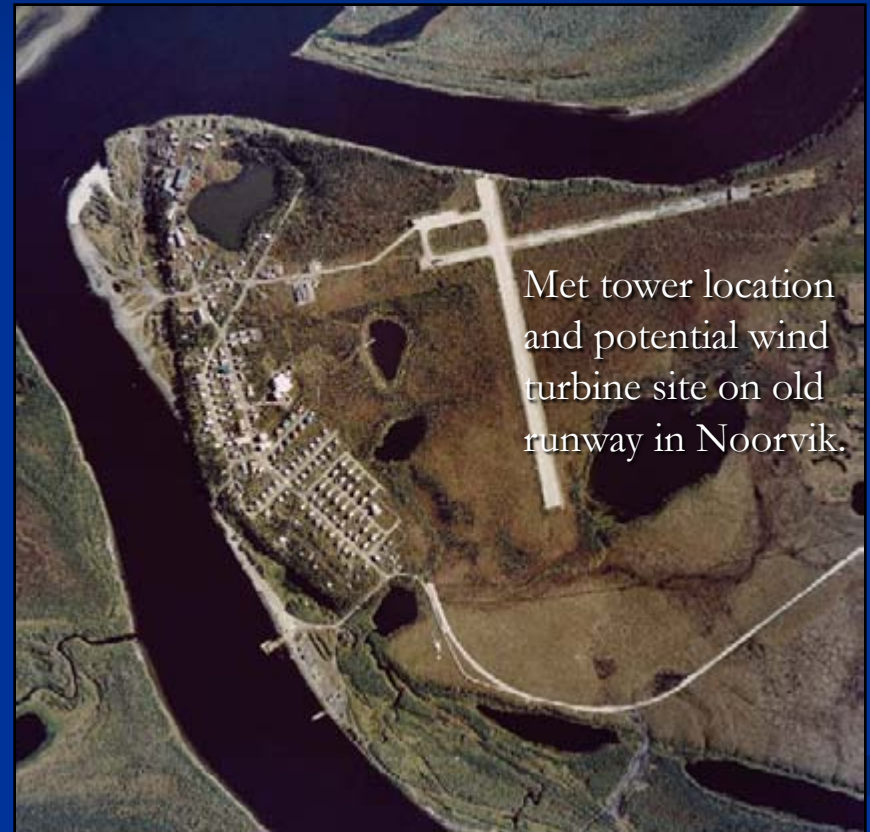 Met tower location
and potential wind
turbine site on old
runway in Noorvik.